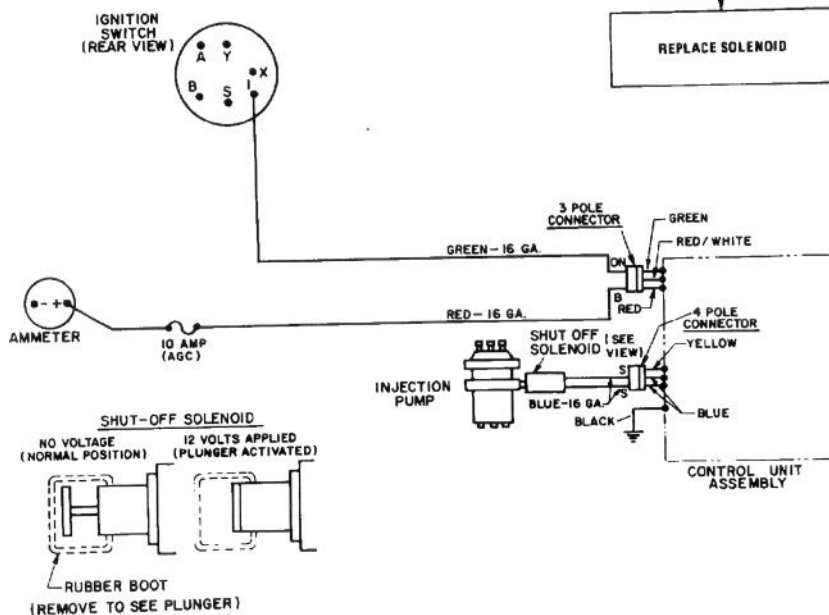 IGNITION
SWITCH
(REAR VIEW)
A Y
X
B S I
REPLACE SOLENOID
3 POLE
CONNECTOR
GREEN
RED/WHITE
GREEN-16 GA.
ON
B
RED
RED-16 GA.
- +
AMMETER
10 AMP
(AGC)
SHUT OFF
SOLENOID
(SEE
VIEW)
4 POLE
CONNECTOR
YELLOW
S
S
INJECTION
PUMP
BLUE-16 GA.
BLUE
BLACK
CONTROL UNIT
ASSEMBLY
SHUT-OFF SOLENOID
NO VOLTAGE
(NORMAL POSITION)
12 VOLTS APPLIED
(PLUNGER ACTIVATED)
RUBBER BOOT
(REMOVE TO SEE PLUNGER)